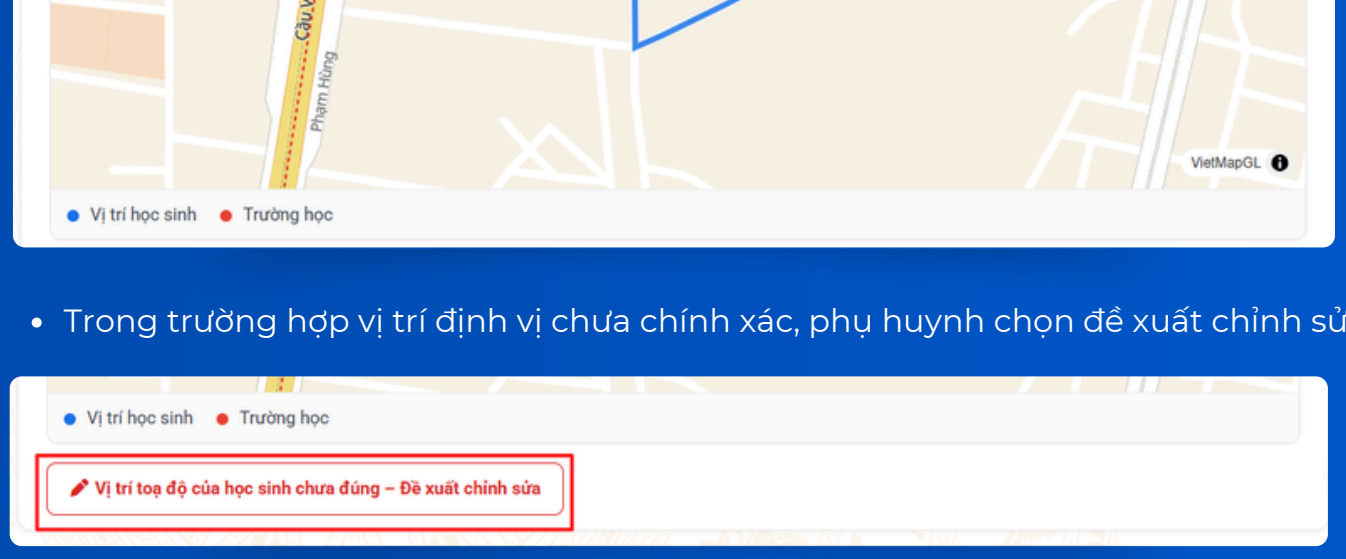 Cầu V
Phạm Hùng
VietMapGL
Vị trí học sinh
Trường học
• Trong trường hợp vị trí định vị chưa chính xác, phụ huynh chọn đề xuất chỉnh sử
Vị trí học sinh
Trường học
Vị trí toạ độ của học sinh chưa đúng – Đề xuất chỉnh sửa